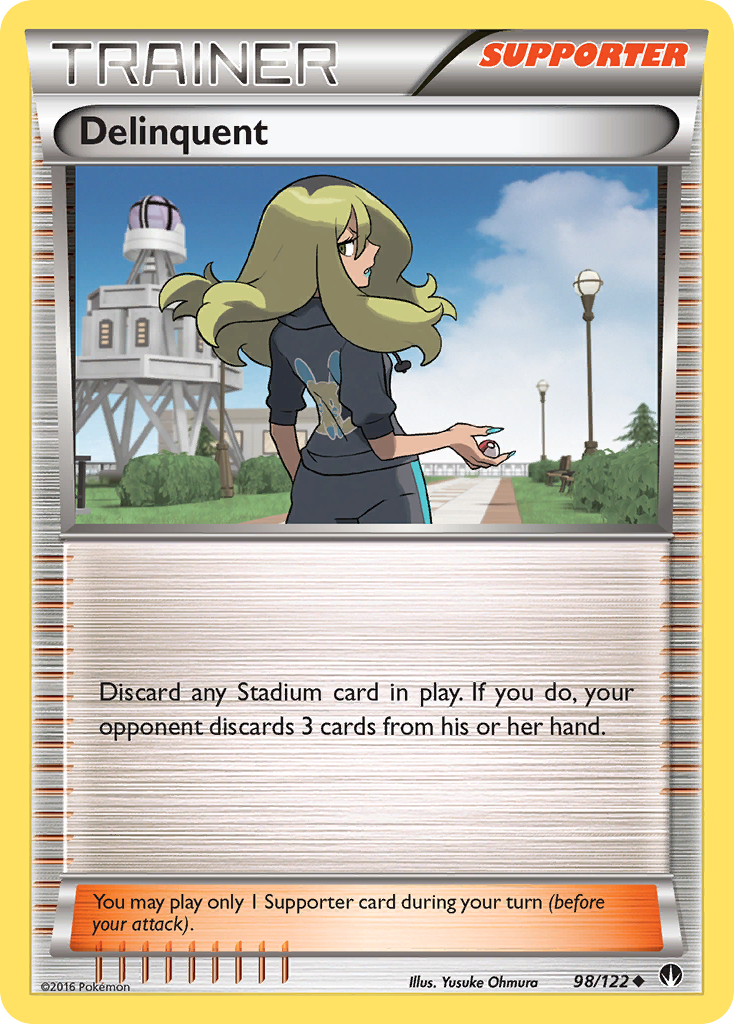 TRAINER
SUPPORTER
Delinquent
Discard any Stadium card in play. If you do, your
opponent discards 3 cards from his or her hand.
You may play only 1 Supporter card during your turn (before
your attack).
©2016 Pokémon
Illus. Yusuke Ohmura
98/122